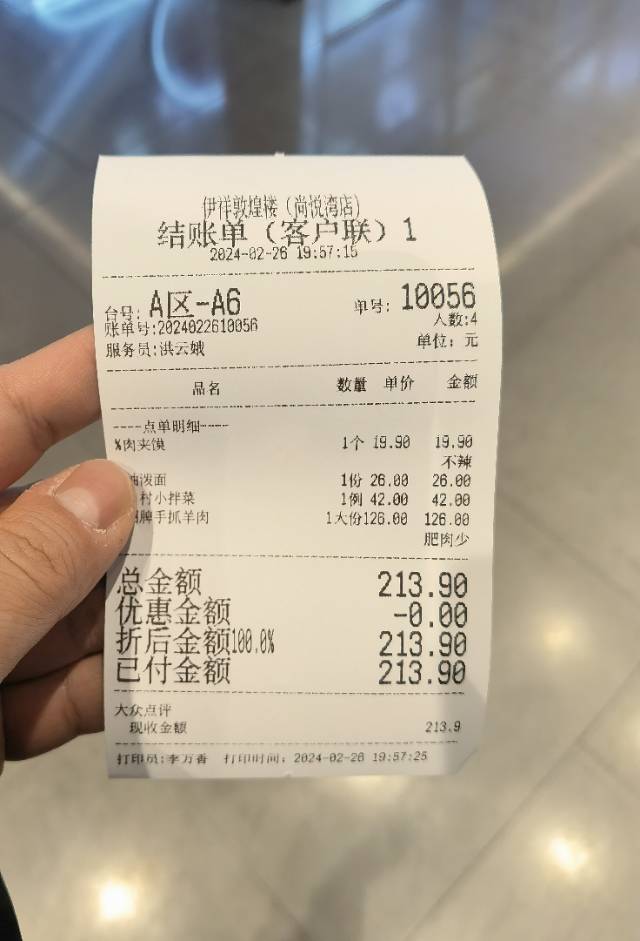 伊祥敦煌楼（尚悦湾店）
结账单（客户联）1
2024-02-26 19:57:15
台号: A区-A6 单号: 10056
账单号:2024022610056 人数:4
服务员:洪云娥 单位: 元
品名 数量 单价 金额
----点单明细----
%肉夹馍 1个 19.90 19.90
不辣
油泼面 1份 26.00 26.00
村小拌菜 1例 42.00 42.00
牌手抓羊肉 1大份126.00 126.00
肥肉少
总金额 213.90
优惠金额 -0.00
折后金额100.0% 213.90
已付金额 213.90
大众点评
现收金额 213.9
打印员:李万香 打印时间: 2024-02-26 19:57:25